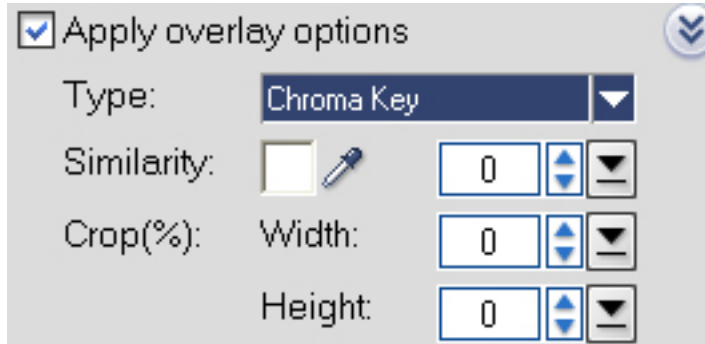 Apply overlay options
Type: Chroma Key
Similarity: 0
Crop(%): Width: 0
Height: 0